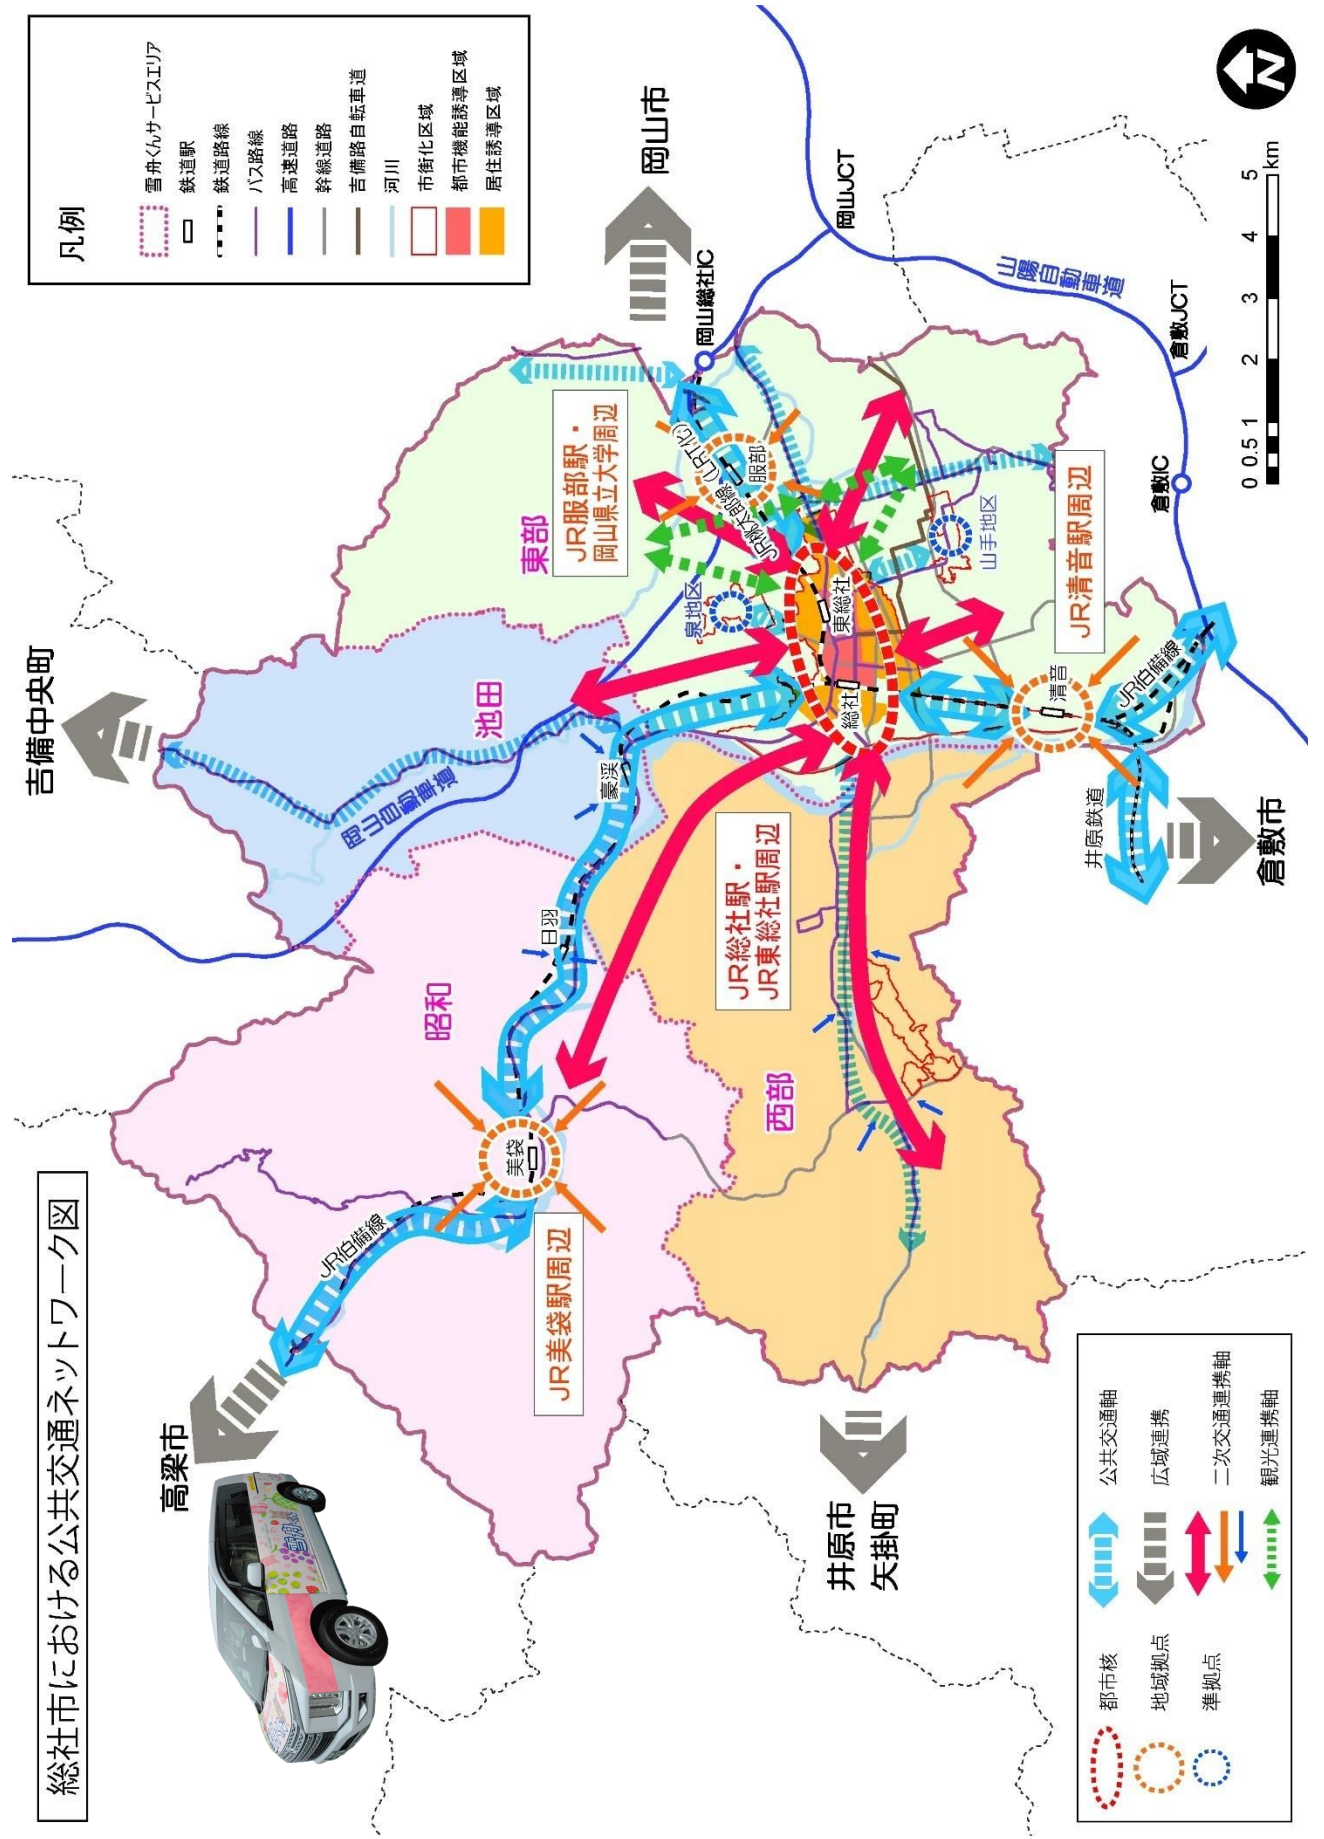 総社市における公共交通ネットワーク図
凡例
雪舟くんサービスエリア
鉄道駅
鉄道路線
バス路線
高速道路
幹線道路
吉備路自転車道
河川
市街化区域
都市機能誘導区域
居住誘導区域
高梁市
吉備中央町
岡山市
倉敷市
井原市
矢掛町
昭和
池田
東部
西部
JR美袋駅周辺
JR服部駅・
岡山県立大学周辺
JR総社駅・
JR東総社駅周辺
JR清音駅周辺
JR伯備線
美袋
日羽
豪渓
岡山自動車道
泉地区
JR桃太郎線(LRT化)
服部
東総社
総社
山手地区
清音
JR伯備線
井原鉄道
岡山総社IC
岡山JCT
山陽自動車道
倉敷JCT
倉敷IC
雪舟くん
都市核
地域拠点
準拠点
公共交通軸
広域連携
二次交通連携軸
観光連携軸
0 0.5 1 2 3 4 5 km
N